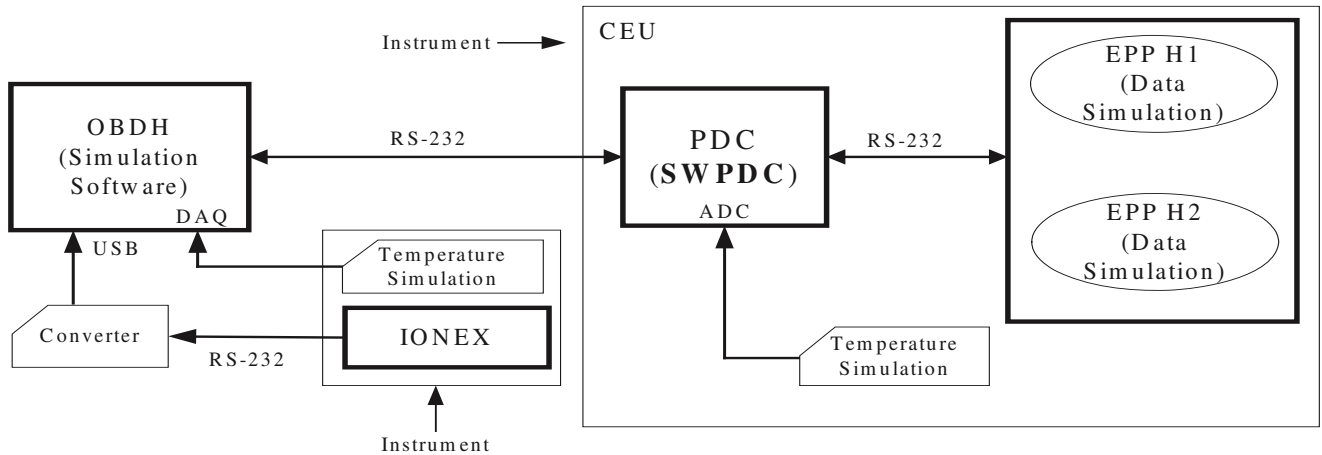 Instrument
CEU
OBDH
(Simulation
Software)
DAQ
USB
RS-232
PDC
(SWPDC)
ADC
RS-232
EPP H1
(Data
Simulation)
EPP H2
(Data
Simulation)
Temperature
Simulation
Converter
RS-232
IONEX
Instrument
Temperature
Simulation